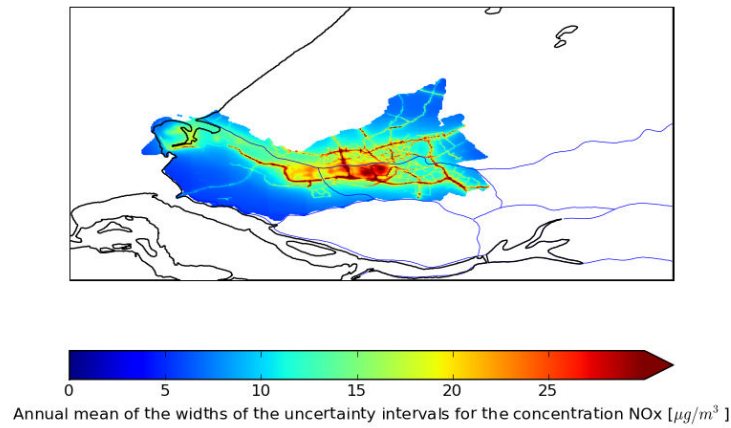 0 5 10 15 20 25
Annual mean of the widths of the uncertainty intervals for the concentration NOx [μg/m³ ]